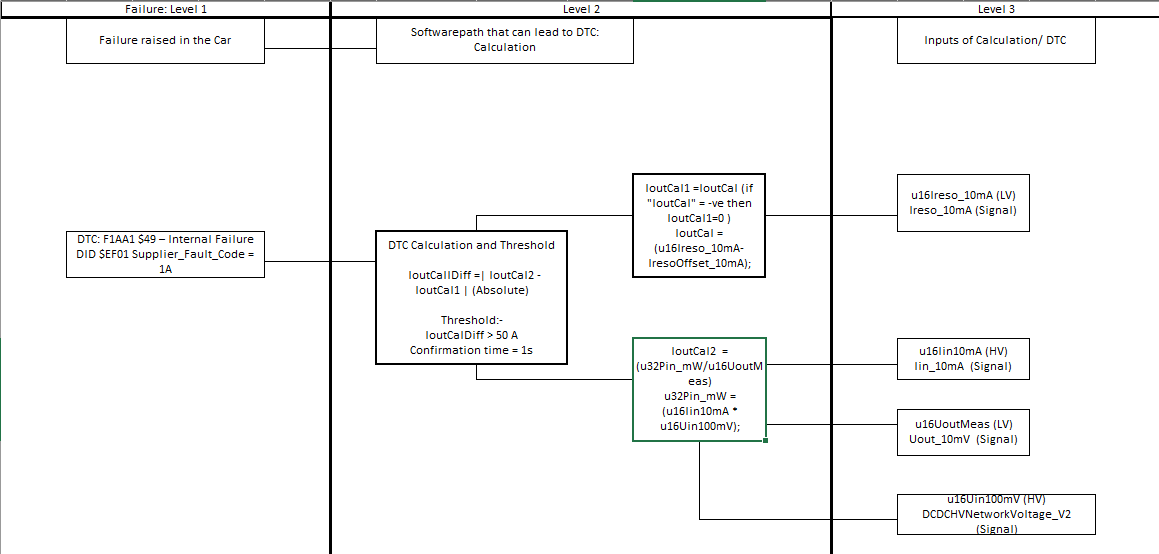 Failure: Level 1
Level 2
Level 3
Failure raised in the Car
Softwarepath that can lead to DTC:
Calculation
Inputs of Calculation/ DTC
DTC: F1AA1 $49 – Internal Failure
DID $EF01 Supplier_Fault_Code =
1A
DTC Calculation and Threshold
IoutCallDiff =| IoutCal2 -
IoutCal1 | (Absolute)
Threshold:-
IoutCalDiff > 50 A
Confirmation time = 1s
IoutCal1 =IoutCal (if
"IoutCal" = -ve then
IoutCal1=0 )
IoutCal =
(u16Ireso_10mA-
IresoOffset_10mA);
IoutCal2  =
(u32Pin_mW/u16UoutM
eas)
u32Pin_mW =
(u16Iin10mA *
u16Uin100mV);
u16Ireso_10mA (LV)
Ireso_10mA (Signal)
u16Iin10mA (HV)
Iin_10mA  (Signal)
u16UoutMeas (LV)
Uout_10mV  (Signal)
u16Uin100mV (HV)
DCDCHVNetworkVoltage_V2
(Signal)